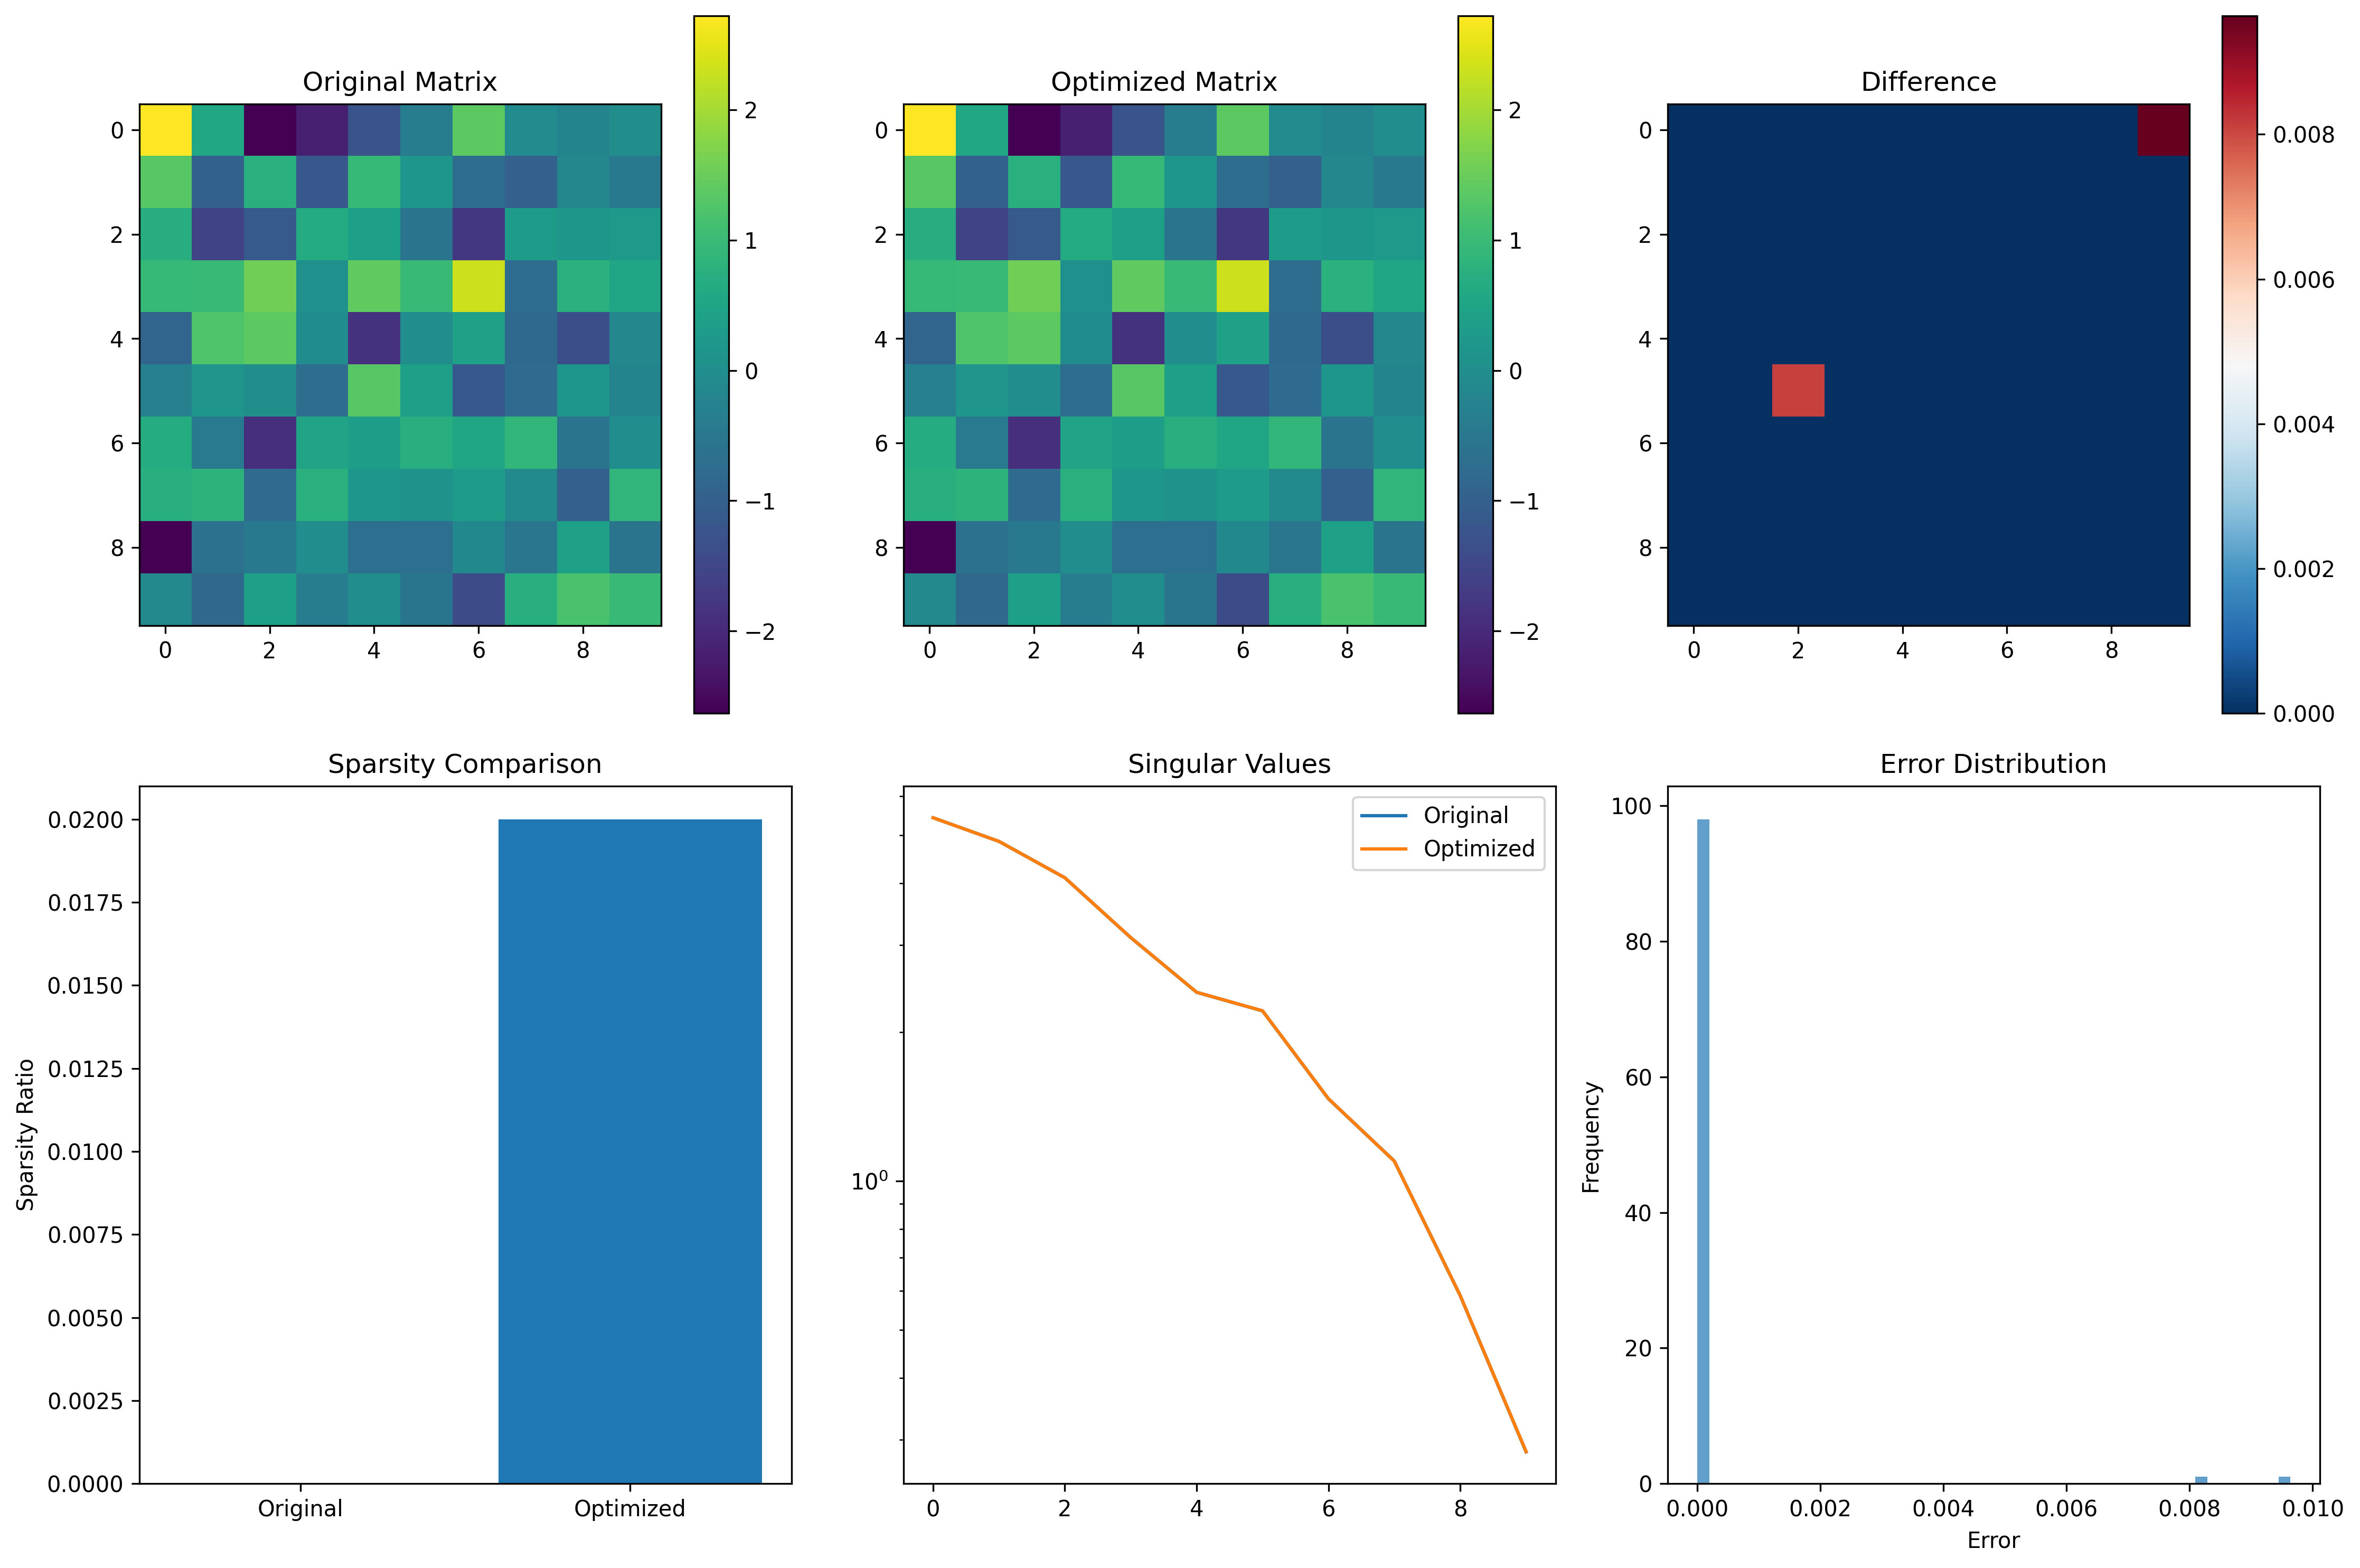 Original Matrix
0
2
4
6
8
0 2 4 6 8
2
1
0
−1
−2
Optimized Matrix
0
2
4
6
8
0 2 4 6 8
2
1
0
−1
−2
Difference
0
2
4
6
8
0 2 4 6 8
0.008
0.006
0.004
0.002
0.000
Sparsity Comparison
Sparsity Ratio
0.0200
0.0175
0.0150
0.0125
0.0100
0.0075
0.0050
0.0025
0.0000
Original Optimized
Singular Values
Original
Optimized
10⁰
0 2 4 6 8
Error Distribution
Frequency
100
80
60
40
20
0
0.000 0.002 0.004 0.006 0.008 0.010
Error